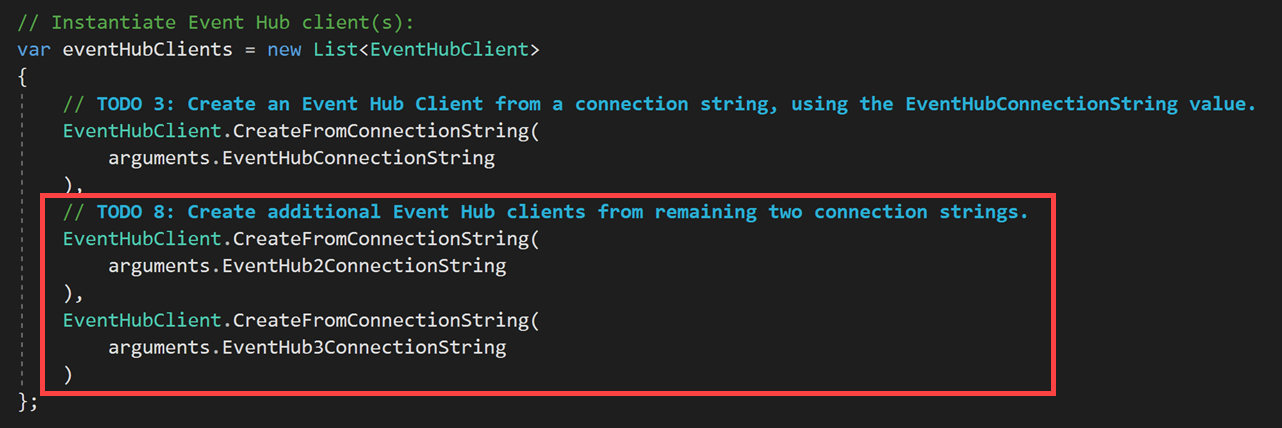 // Instantiate Event Hub client(s):
var eventHubClients = new List<EventHubClient>
{
// TODO 3: Create an Event Hub Client from a connection string, using the EventHubConnectionString value.
EventHubClient.CreateFromConnectionString(
arguments.EventHubConnectionString
),
// TODO 8: Create additional Event Hub clients from remaining two connection strings.
EventHubClient.CreateFromConnectionString(
arguments.EventHub2ConnectionString
),
EventHubClient.CreateFromConnectionString(
arguments.EventHub3ConnectionString
)
};